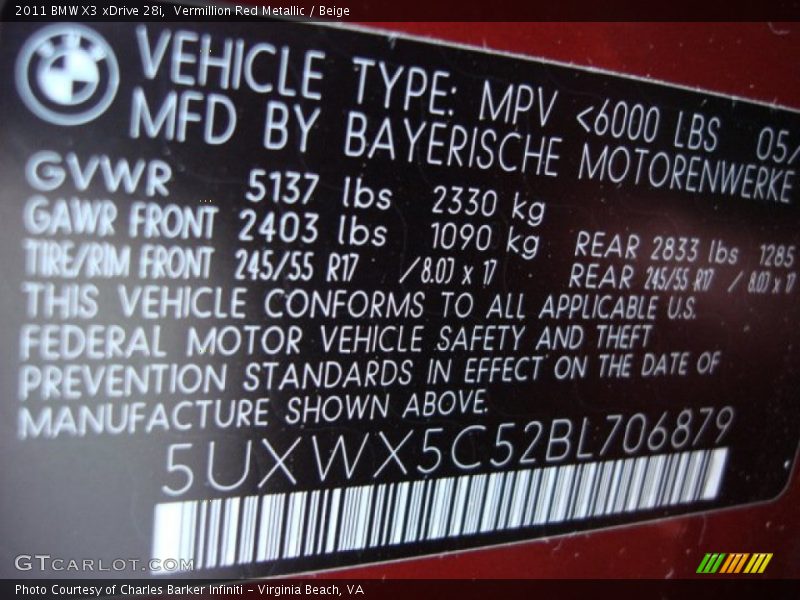 2011 BMW X3 xDrive 28i, Vermillion Red Metallic / Beige
VEHICLE TYPE: MPV <6000 LBS 05/
MFD BY BAYERISCHE MOTORENWERKE
GVWR 5137 lbs 2330 kg
GAWR FRONT 2403 lbs 1090 kg REAR 2833 lbs 1285
TIRE/RIM FRONT 245/55 R17 /8.0J x 17 REAR 245/55 R17 / 8.0J x 17
THIS VEHICLE CONFORMS TO ALL APPLICABLE U.S.
FEDERAL MOTOR VEHICLE SAFETY AND THEFT
PREVENTION STANDARDS IN EFFECT ON THE DATE OF
MANUFACTURE SHOWN ABOVE.
5UXWX5C52BL706879
GTCARLOT.COM
Photo Courtesy of Charles Barker Infiniti - Virginia Beach, VA